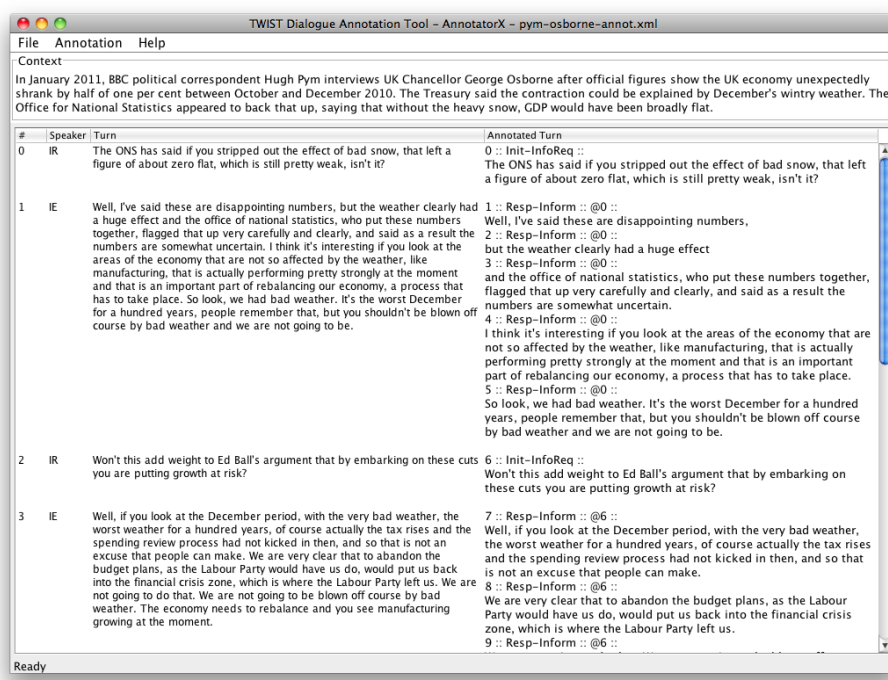 TWIST Dialogue Annotation Tool - AnnotatorX - pym-osborne-annot.xml
File Annotation Help
Context
In January 2011, BBC political correspondent Hugh Pym interviews UK Chancellor George Osborne after official figures show the UK economy unexpectedly
shrank by half of one per cent between October and December 2010. The Treasury said the contraction could be explained by December's wintry weather. The
Office for National Statistics appeared to back that up, saying that without the heavy snow, GDP would have been broadly flat.
# Speaker Turn Annotated Turn
0 IR
The ONS has said if you stripped out the effect of bad snow, that left a
figure of about zero flat, which is still pretty weak, isn't it?
0 :: Init-InfoReq ::
The ONS has said if you stripped out the effect of bad snow, that left
a figure of about zero flat, which is still pretty weak, isn't it?
1 IE
Well, I've said these are disappointing numbers, but the weather clearly had
a huge effect and the office of national statistics, who put these numbers
together, flagged that up very carefully and clearly, and said as a result the
numbers are somewhat uncertain. I think it's interesting if you look at the
areas of the economy that are not so affected by the weather, like
manufacturing, that is actually performing pretty strongly at the moment
and that is an important part of rebalancing our economy, a process that
has to take place. So look, we had bad weather. It's the worst December
for a hundred years, people remember that, but you shouldn't be blown off
course by bad weather and we are not going to be.
1 :: Resp-Inform :: @0 ::
Well, I've said these are disappointing numbers,
2 :: Resp-Inform :: @0 ::
but the weather clearly had a huge effect
3 :: Resp-Inform :: @0 ::
and the office of national statistics, who put these numbers together,
flagged that up very carefully and clearly, and said as a result the
numbers are somewhat uncertain.
4 :: Resp-Inform :: @0 ::
I think it's interesting if you look at the areas of the economy that are
not so affected by the weather, like manufacturing, that is actually
performing pretty strongly at the moment and that is an important
part of rebalancing our economy, a process that has to take place.
5 :: Resp-Inform :: @0 ::
So look, we had bad weather. It's the worst December for a hundred
years, people remember that, but you shouldn't be blown off course
by bad weather and we are not going to be.
2 IR
Won't this add weight to Ed Ball's argument that by embarking on these cuts
you are putting growth at risk?
6 :: Init-InfoReq ::
Won't this add weight to Ed Ball's argument that by embarking on
these cuts you are putting growth at risk?
3 IE
Well, if you look at the December period, with the very bad weather, the
worst weather for a hundred years, of course actually the tax rises and the
spending review process had not kicked in then, and so that is not an
excuse that people can make. We are very clear that to abandon the
budget plans, as the Labour Party would have us do, would put us back
into the financial crisis zone, which is where the Labour Party left us. We are
not going to do that. We are not going to be blown off course by bad
weather. The economy needs to rebalance and you see manufacturing
growing at the moment.
7 :: Resp-Inform :: @6 ::
Well, if you look at the December period, with the very bad weather,
the worst weather for a hundred years, of course actually the tax rises
and the spending review process had not kicked in then, and so that
is not an excuse that people can make.
8 :: Resp-Inform :: @6 ::
We are very clear that to abandon the budget plans, as the Labour
Party would have us do, would put us back into the financial crisis
zone, which is where the Labour Party left us.
9 :: Resp-Inform :: @6 ::
Ready